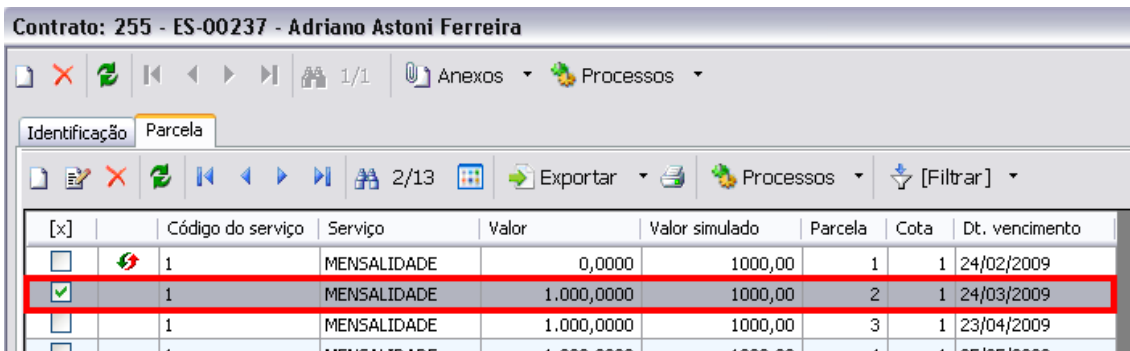 Contrato: 255 - ES-00237 - Adriano Astoni Ferreira
1/1 Anexos Processos
Identificação Parcela
2/13 Exportar Processos [Filtrar]
[x] Código do serviço Serviço Valor Valor simulado Parcela Cota Dt. vencimento
1 MENSALIDADE 0,0000 1000,00 1 1 24/02/2009
1 MENSALIDADE 1.000,0000 1000,00 2 1 24/03/2009
1 MENSALIDADE 1.000,0000 1000,00 3 1 23/04/2009